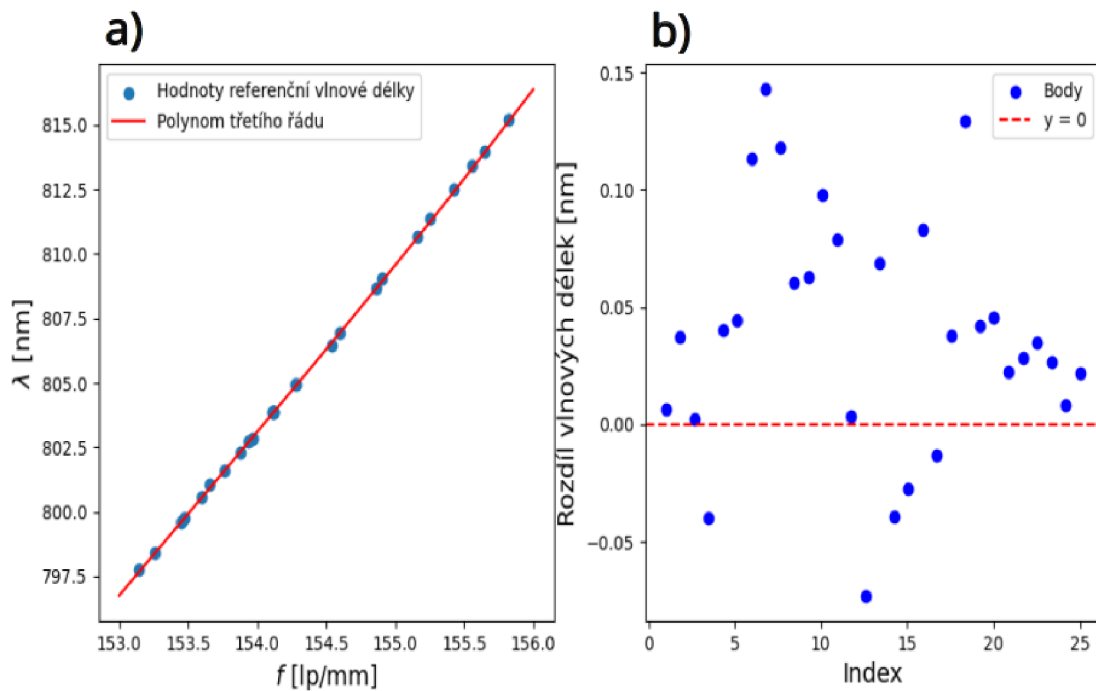 a)
Hodnoty referenční vlnové délky
Polynom třetího řádu
815.0
812.5
810.0
807.5
805.0
802.5
800.0
797.5
λ [nm]
153.0 153.5 154.0 154.5 155.0 155.5 156.0
f [lp/mm]
b)
Body
y = 0
0.15
0.10
0.05
0.00
−0.05
Rozdíl vlnových délek [nm]
0 5 10 15 20 25
Index